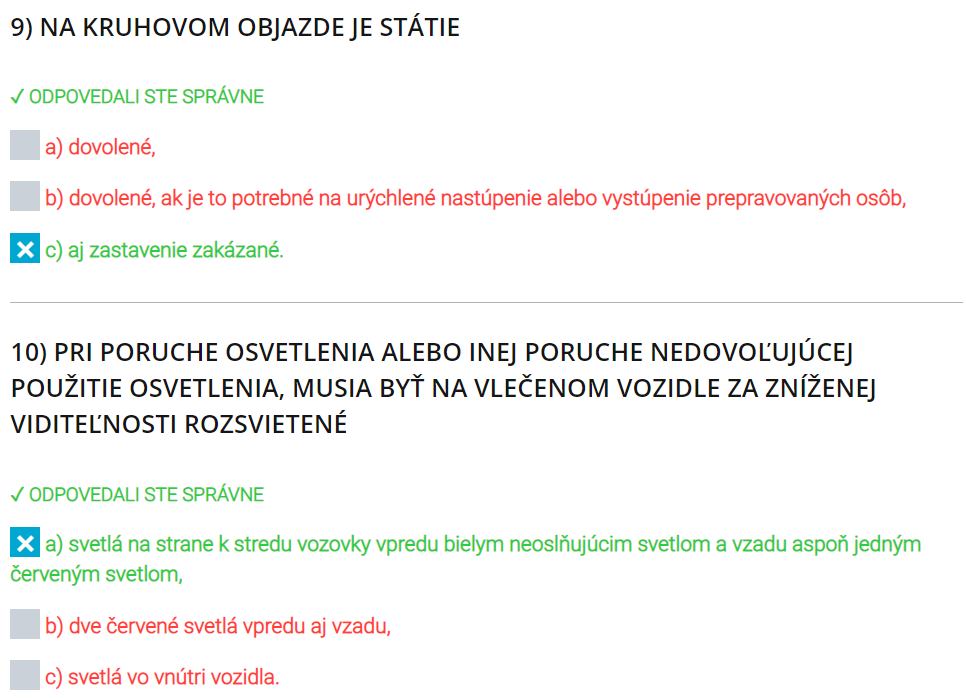 9) NA KRUHOVOM OBJAZDE JE STÁTIE
✓ ODPOVEDALI STE SPRÁVNE
a) dovolené,
b) dovolené, ak je to potrebné na urýchlené nastúpenie alebo vystúpenie prepravovaných osôb,
c) aj zastavenie zakázané.
10) PRI PORUCHE OSVETLENIA ALEBO INEJ PORUCHE NEDOVOĽUJÚCEJ
POUŽITIE OSVETLENIA, MUSIA BYŤ NA VLEČENOM VOZIDLE ZA ZNÍŽENEJ
VIDITEĽNOSTI ROZSVIETENÉ
✓ ODPOVEDALI STE SPRÁVNE
a) svetlá na strane k stredu vozovky vpredu bielym neoslňujúcim svetlom a vzadu aspoň jedným
červeným svetlom,
b) dve červené svetlá vpredu aj vzadu,
c) svetlá vo vnútri vozidla.